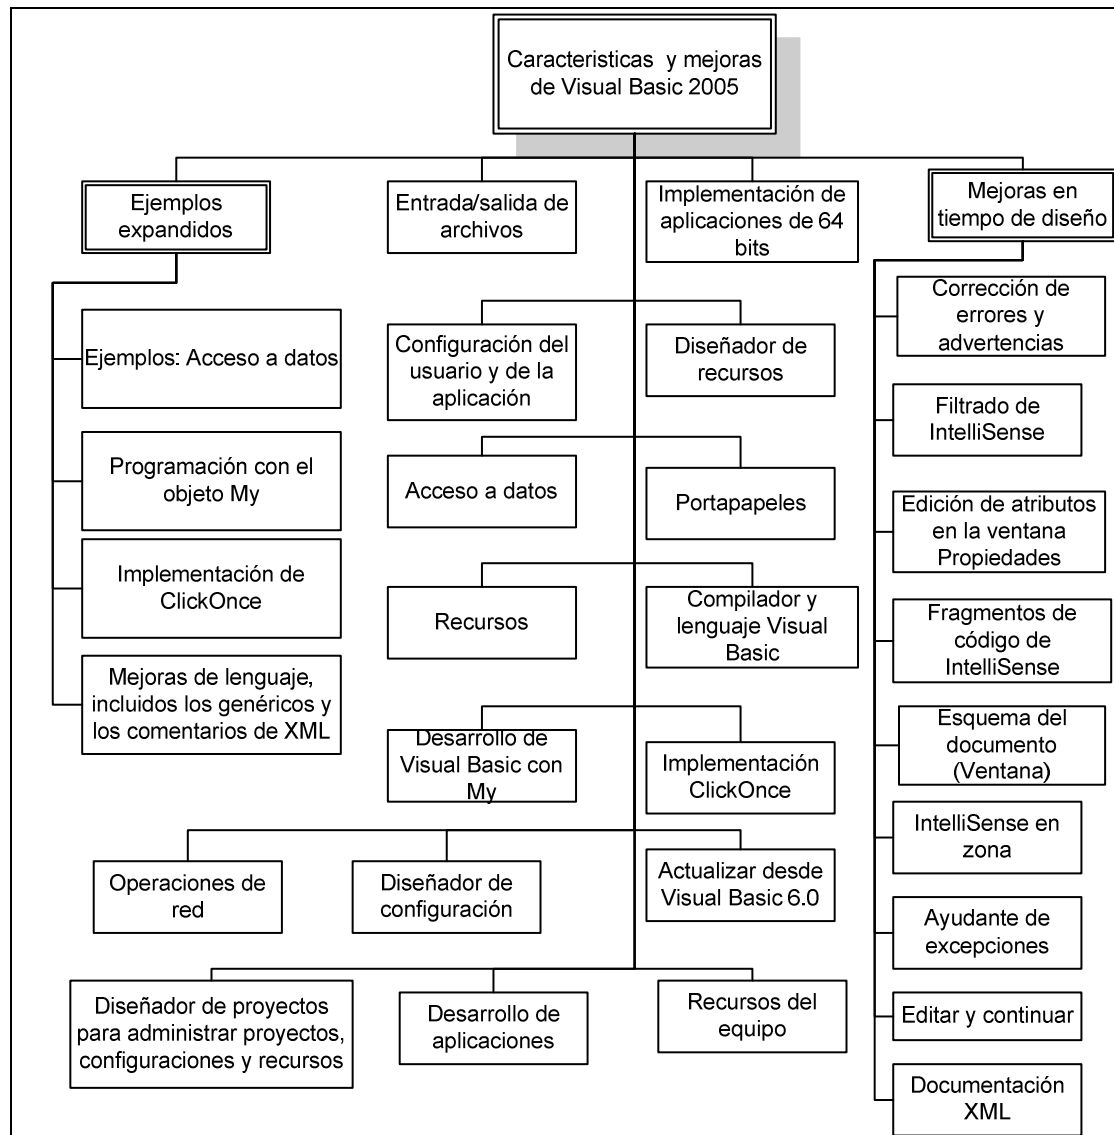 Caracteristicas y mejoras
de Visual Basic 2005
Ejemplos
expandidos
Entrada/salida de
archivos
Implementación de
aplicaciones de 64
bits
Mejoras en
tiempo de diseño
Ejemplos: Acceso a datos
Programación con el
objeto My
Implementación de
ClickOnce
Mejoras de lenguaje,
incluidos los genéricos y
los comentarios de XML
Configuración del
usuario y de la
aplicación
Diseñador de
recursos
Acceso a datos
Portapapeles
Recursos
Compilador y
lenguaje Visual
Basic
Desarrollo de
Visual Basic con
My
Implementación
ClickOnce
Operaciones de
red
Diseñador de
configuración
Actualizar desde
Visual Basic 6.0
Diseñador de proyectos
para administrar proyectos,
configuraciones y recursos
Desarrollo de
aplicaciones
Recursos del
equipo
Corrección de
errores y
advertencias
Filtrado de
IntelliSense
Edición de atributos
en la ventana
Propiedades
Fragmentos de
código de
IntelliSense
Esquema del
documento
(Ventana)
IntelliSense en
zona
Ayudante de
excepciones
Editar y continuar
Documentación
XML